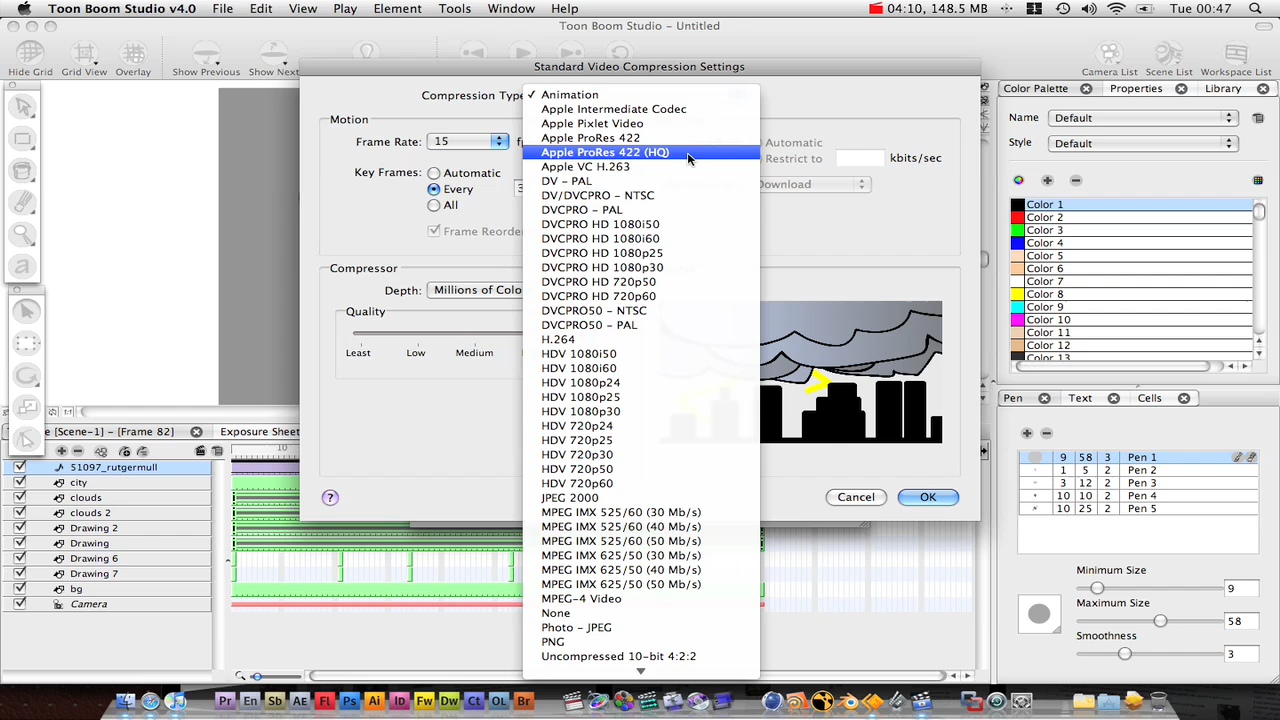 Toon Boom Studio v4.0 File Edit View Play Element Tools Window Help 04:10, 148.5 MB Tue 00:47
Toon Boom Studio - Untitled
Hide Grid Grid View Overlay Show Previous Show Next Camera List Scene List Workspace List
Standard Video Compression Settings
Compression Type
Animation
Apple Intermediate Codec
Apple Pixlet Video
Apple ProRes 422
Apple ProRes 422 (HQ)
Apple VC H.263
DV - PAL
DV/DVCPRO - NTSC
DVCPRO - PAL
DVCPRO HD 1080i50
DVCPRO HD 1080i60
DVCPRO HD 1080p25
DVCPRO HD 1080p30
DVCPRO HD 720p50
DVCPRO HD 720p60
DVCPRO50 - NTSC
DVCPRO50 - PAL
H.264
HDV 1080i50
HDV 1080i60
HDV 1080p24
HDV 1080p25
HDV 1080p30
HDV 720p24
HDV 720p25
HDV 720p30
HDV 720p50
HDV 720p60
JPEG 2000
MPEG IMX 525/60 (30 Mb/s)
MPEG IMX 525/60 (40 Mb/s)
MPEG IMX 525/60 (50 Mb/s)
MPEG IMX 625/50 (30 Mb/s)
MPEG IMX 625/50 (40 Mb/s)
MPEG IMX 625/50 (50 Mb/s)
MPEG-4 Video
None
Photo - JPEG
PNG
Uncompressed 10-bit 4:2:2
Motion
Frame Rate: 15
Key Frames: Automatic
Every
All
Frame Reorde
Automatic
Restrict to kbits/sec
Download
Compressor
Depth: Millions of Colo
Quality
Least Low Medium
? Cancel OK
Color Palette Properties Library
Name Default
Style Default
Color 1
Color 2
Color 3
Color 4
Color 5
Color 6
Color 7
Color 8
Color 9
Color 10
Color 11
Color 12
Color 13
Pen Text Cells
9 58 3 Pen 1
1 5 2 Pen 2
3 12 2 Pen 3
10 10 2 Pen 4
10 25 2 Pen 5
Minimum Size
9
Maximum Size
58
Smoothness
3
[Scene-1] - [Frame 82] Exposure Sheet
10
51097_rutgermull
city
clouds
clouds 2
Drawing 2
Drawing
Drawing 6
Drawing 7
bg
Camera
Pr En Sb AE Fl Ps Ai Id Fw Dw Ct OL Br